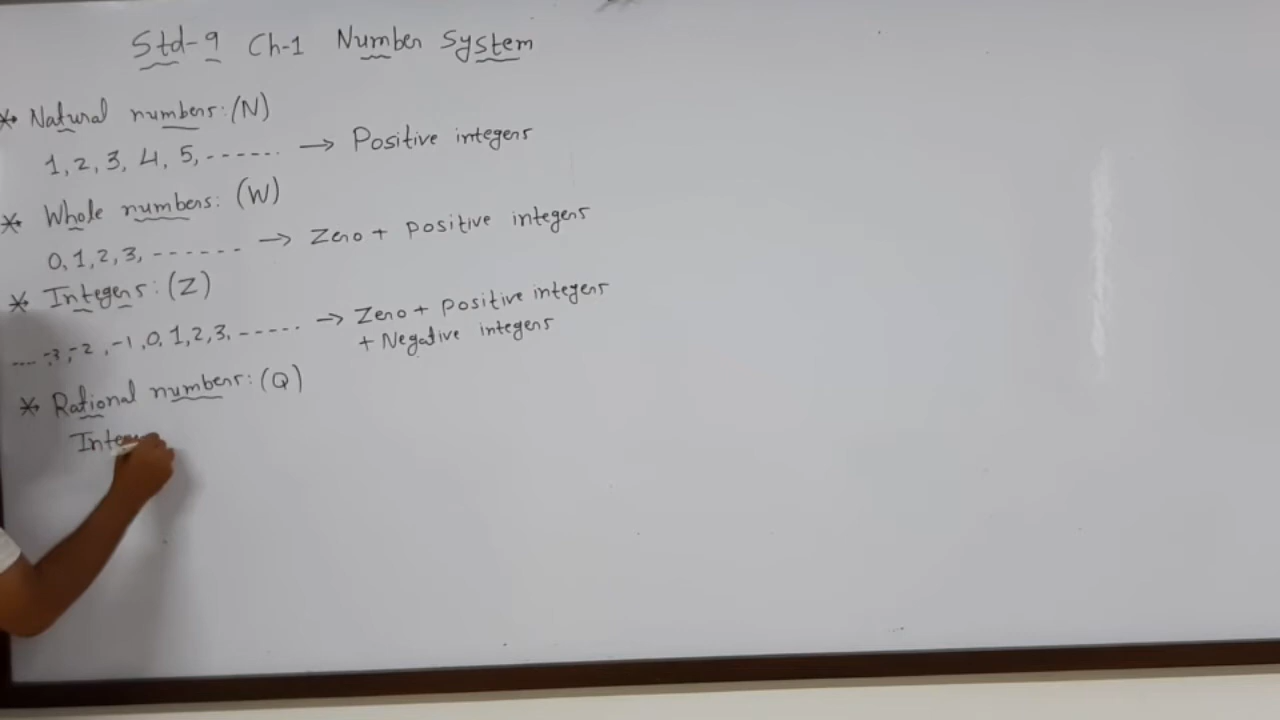 Std-9 Ch-1 Number System
* Natural numbers: (N)
1, 2, 3, 4, 5, ------ → Positive integers
* Whole numbers: (W)
0, 1, 2, 3, ------ → Zero + positive integers
* Integers: (Z)
.... -3, -2, -1, 0, 1, 2, 3, ----- → Zero + positive integers
+ Negative integers
* Rational numbers: (Q)